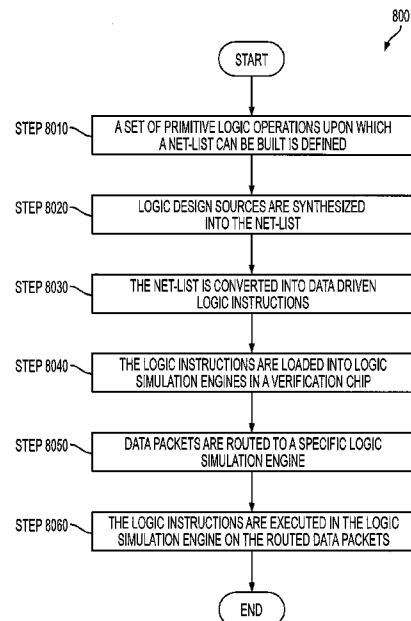 800
START
STEP 8010
A SET OF PRIMITIVE LOGIC OPERATIONS UPON WHICH
A NET-LIST CAN BE BUILT IS DEFINED
STEP 8020
LOGIC DESIGN SOURCES ARE SYNTHESIZED
INTO THE NET-LIST
STEP 8030
THE NET-LIST IS CONVERTED INTO DATA DRIVEN
LOGIC INSTRUCTIONS
STEP 8040
THE LOGIC INSTRUCTIONS ARE LOADED INTO LOGIC
SIMULATION ENGINES IN A VERIFICATION CHIP
STEP 8050
DATA PACKETS ARE ROUTED TO A SPECIFIC LOGIC
SIMULATION ENGINE
STEP 8060
THE LOGIC INSTRUCTIONS ARE EXECUTED IN THE LOGIC
SIMULATION ENGINE ON THE ROUTED DATA PACKETS
END